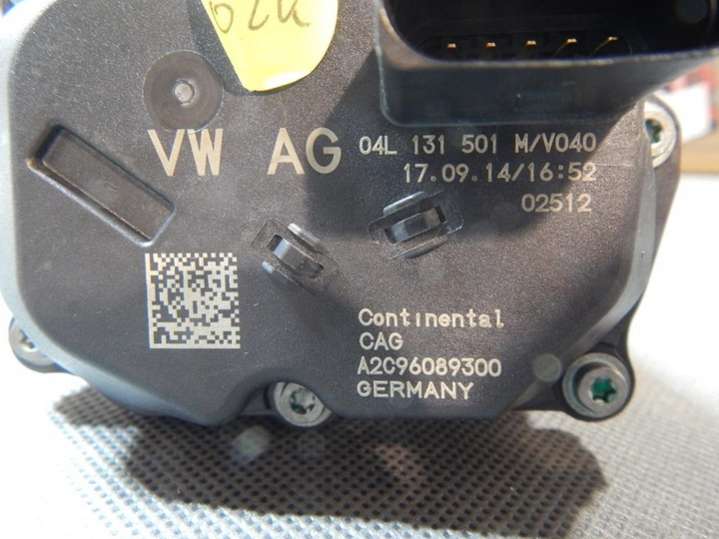 VW AG
04L 131 501 M/V040
17.09.14/16:52
02512
Continental
CAG
A2C96089300
GERMANY